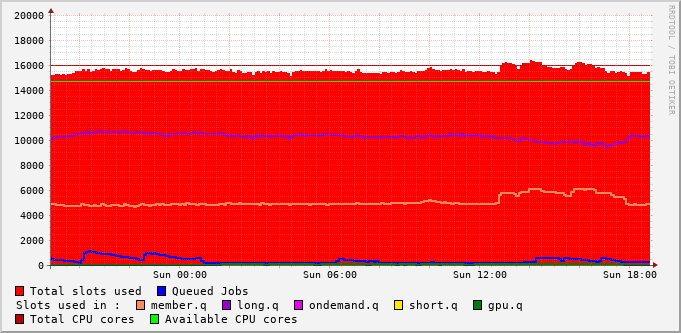 20000
18000
16000
14000
12000
10000
8000
6000
4000
2000
0
Sun 00:00 Sun 06:00 Sun 12:00 Sun 18:00
Total slots used Queued Jobs
Slots used in : member.q long.q ondemand.q short.q gpu.q
Total CPU cores Available CPU cores
RRDTOOL / TOBI OETIKER